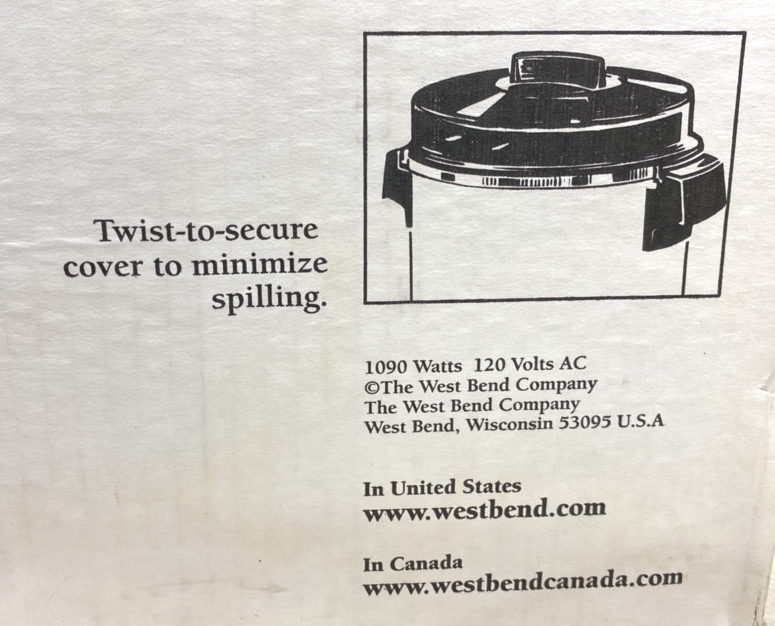 Twist-to-secure
cover to minimize
spilling.
1090 Watts  120 Volts AC
©The West Bend Company
The West Bend Company
West Bend, Wisconsin 53095 U.S.A
In United States
www.westbend.com
In Canada
www.westbendcanada.com